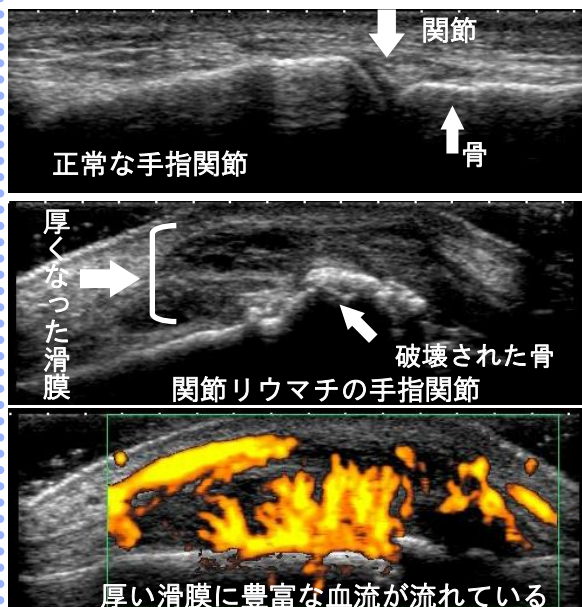 関節
骨
正常な手指関節
厚くなった滑膜
破壊された骨
関節リウマチの手指関節
厚い滑膜に豊富な血流が流れている